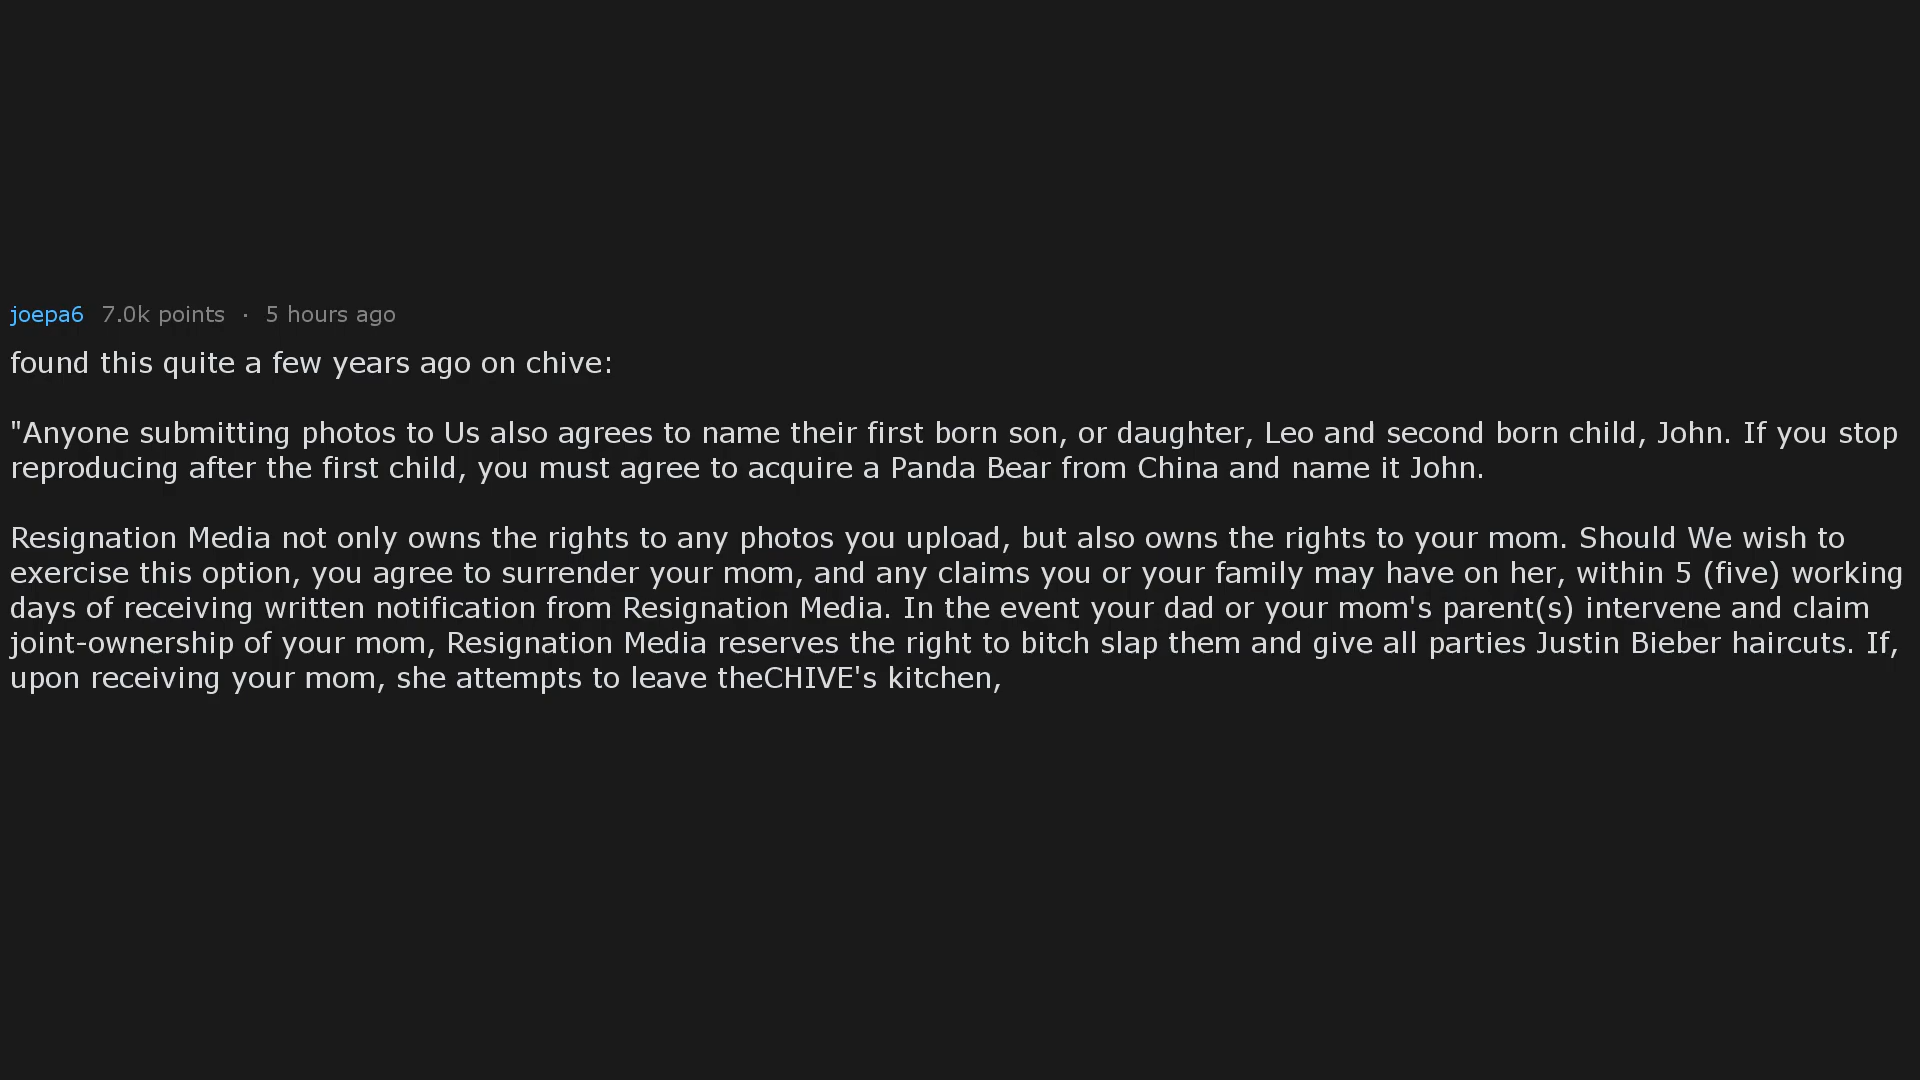 joepa6 7.0k points · 5 hours ago
found this quite a few years ago on chive:
"Anyone submitting photos to Us also agrees to name their first born son, or daughter, Leo and second born child, John. If you stop
reproducing after the first child, you must agree to acquire a Panda Bear from China and name it John.
Resignation Media not only owns the rights to any photos you upload, but also owns the rights to your mom. Should We wish to
exercise this option, you agree to surrender your mom, and any claims you or your family may have on her, within 5 (five) working
days of receiving written notification from Resignation Media. In the event your dad or your mom's parent(s) intervene and claim
joint-ownership of your mom, Resignation Media reserves the right to bitch slap them and give all parties Justin Bieber haircuts. If,
upon receiving your mom, she attempts to leave theCHIVE's kitchen,